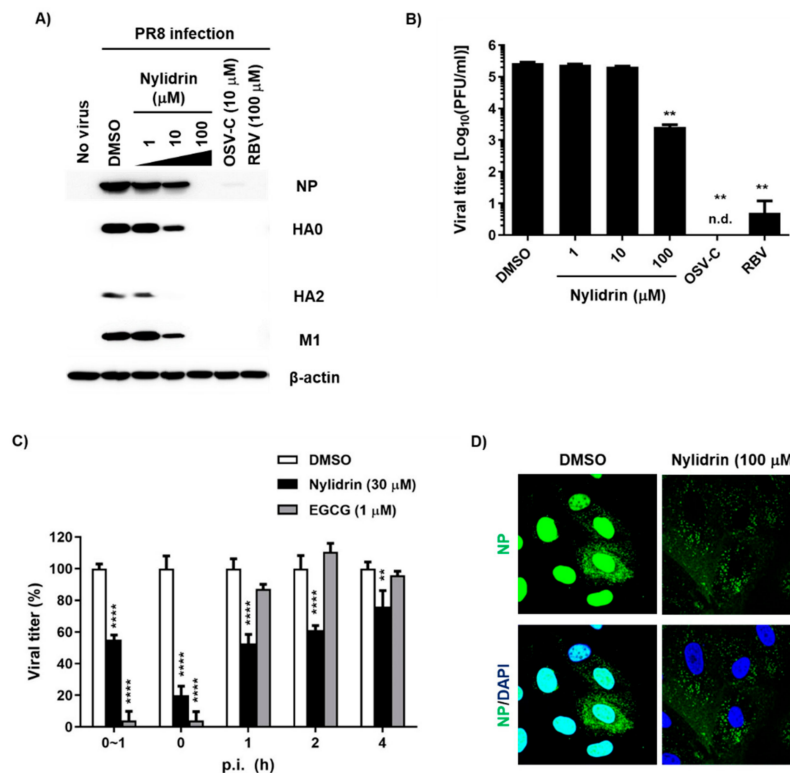 A)
PR8 infection
Nylidrin
(μM)
No virus
DMSO
1
10
100
OSV-C (10 μM)
RBV (100 μM)
NP
HA0
HA2
M1
β-actin
B)
Viral titer [Log10(PFU/ml)]
6
5
4
3
2
1
0
**
**
n.d.
**
DMSO
1
10
100
OSV-C
RBV
Nylidrin (μM)
C)
DMSO
Nylidrin (30 μM)
EGCG (1 μM)
Viral titer (%)
120
100
80
60
40
20
0
****
****
****
****
****
****
**
0~1
0
1
2
4
p.i. (h)
D)
DMSO
Nylidrin (100 μM
NP
NP/DAPI